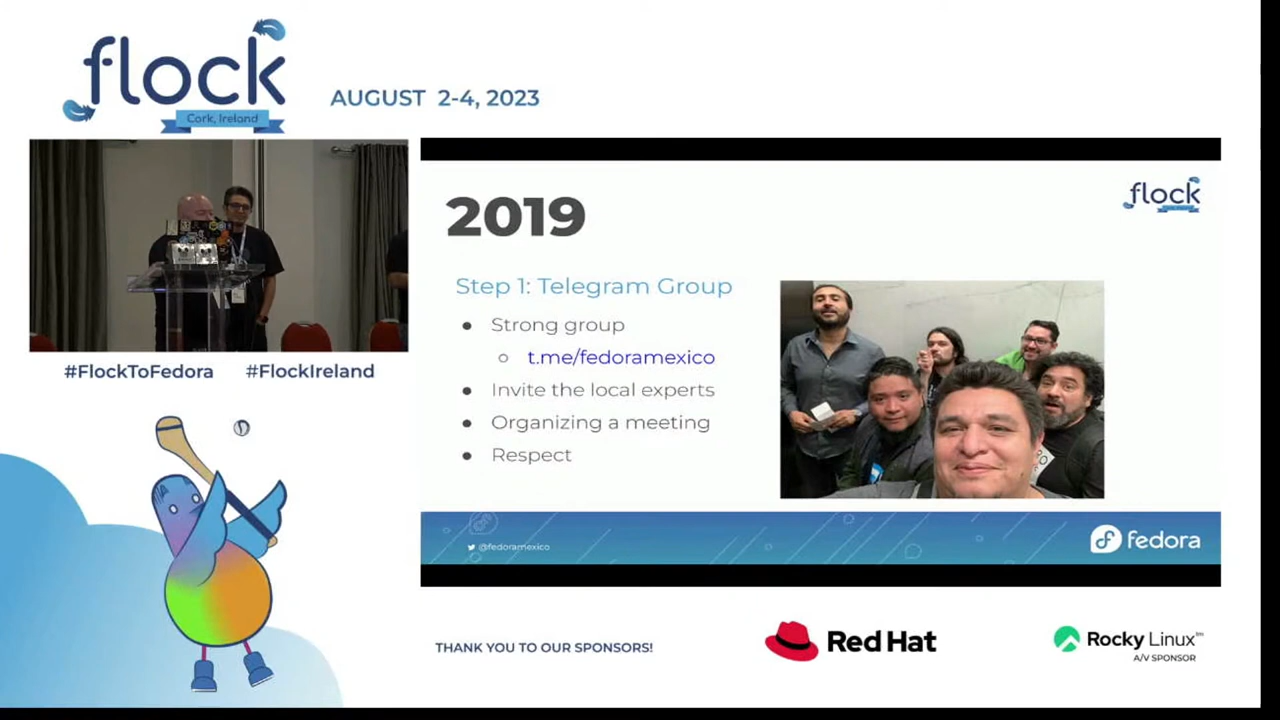 flock
Cork, Ireland
AUGUST 2-4, 2023
#FlockToFedora #FlockIreland
flock
2019
Step 1: Telegram Group
● Strong group
○ t.me/fedoramexico
● Invite the local experts
● Organizing a meeting
● Respect
@fedoramexico
fedora
THANK YOU TO OUR SPONSORS!
Red Hat
Rocky Linux™
A/V SPONSOR